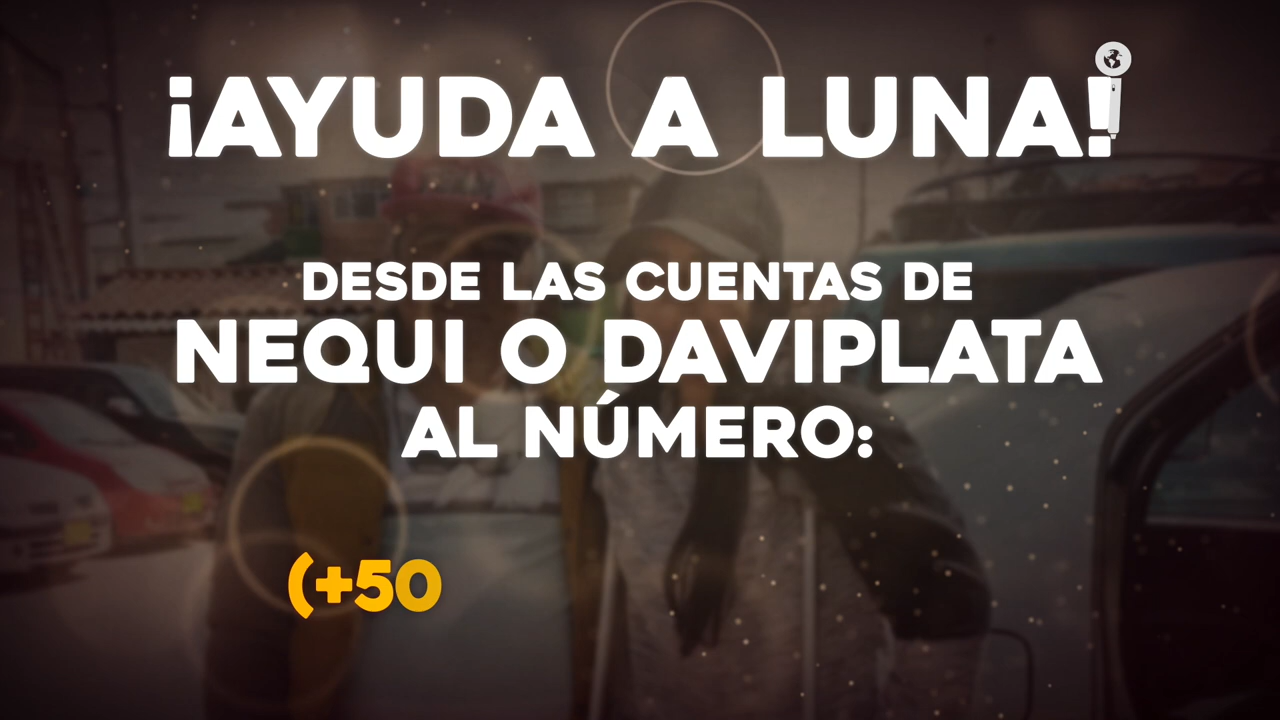 ¡AYUDA A LUNA!
DESDE LAS CUENTAS DE
NEQUI O DAVIPLATA
AL NÚMERO:
(+50